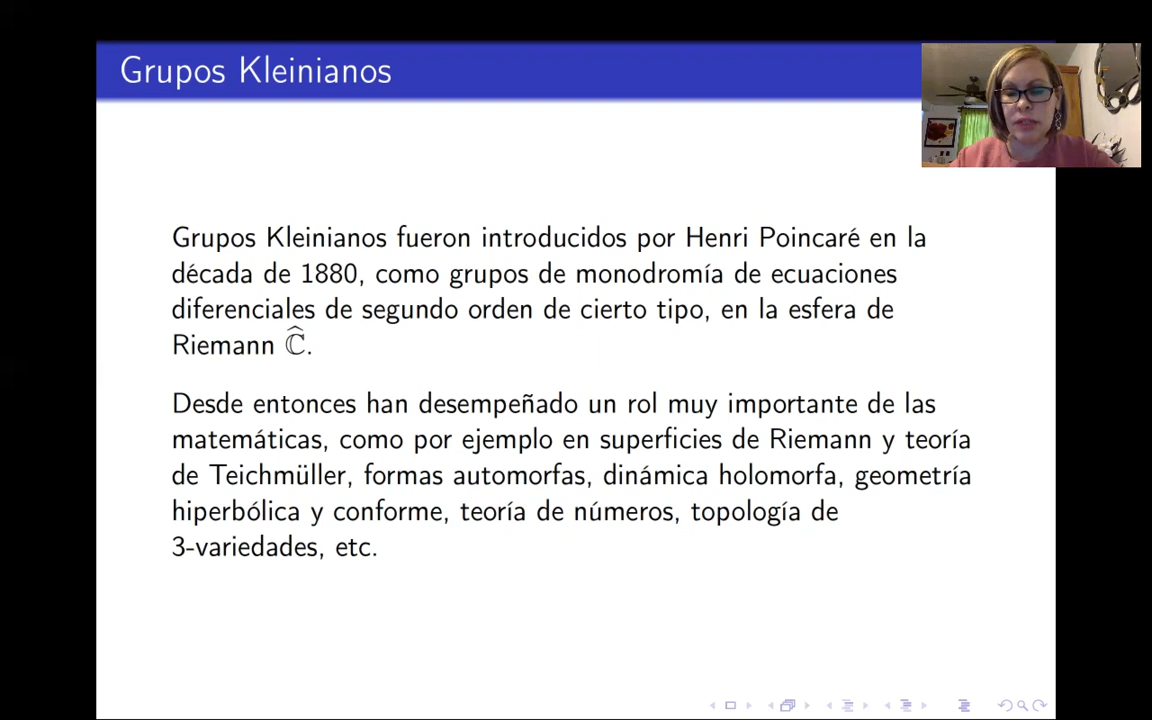 Grupos Kleinianos
Grupos Kleinianos fueron introducidos por Henri Poincaré en la
década de 1880, como grupos de monodromía de ecuaciones
diferenciales de segundo orden de cierto tipo, en la esfera de
Riemann ℂ̂.
Desde entonces han desempeñado un rol muy importante de las
matemáticas, como por ejemplo en superficies de Riemann y teoría
de Teichmüller, formas automorfas, dinámica holomorfa, geometría
hiperbólica y conforme, teoría de números, topología de
3-variedades, etc.